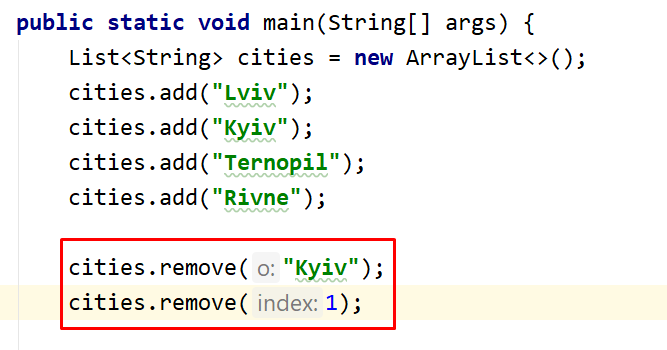 public static void main(String[] args) {
List<String> cities = new ArrayList<>();
cities.add("Lviv");
cities.add("Kyiv");
cities.add("Ternopil");
cities.add("Rivne");
cities.remove( o: "Kyiv");
cities.remove( index: 1);